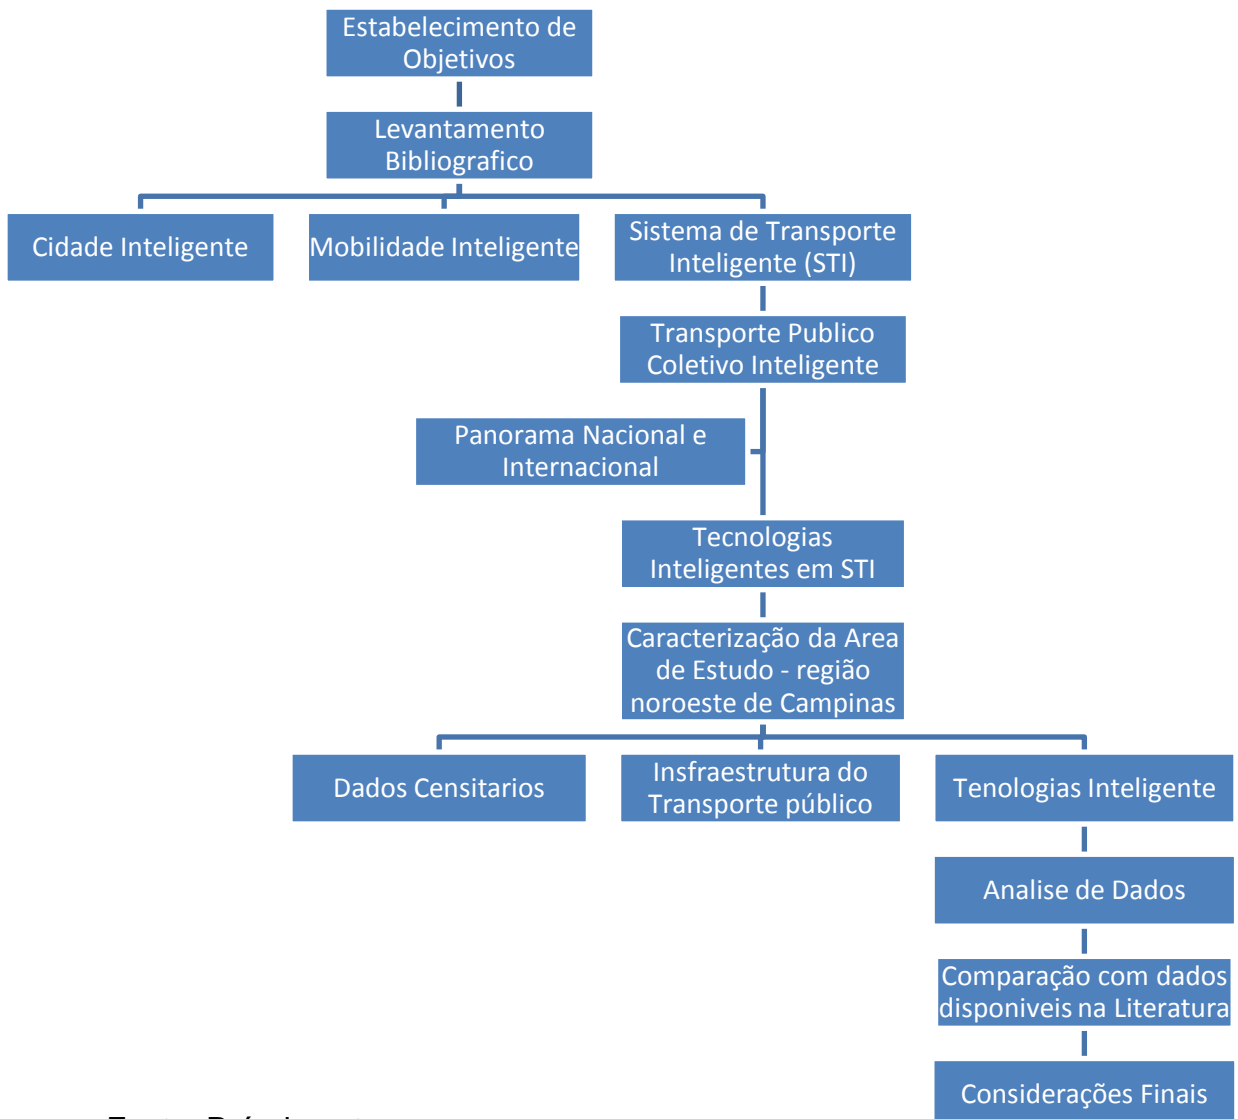 Estabelecimento de
Objetivos
Levantamento
Bibliografico
Cidade Inteligente
Mobilidade Inteligente
Sistema de Transporte
Inteligente (STI)
Transporte Publico
Coletivo Inteligente
Panorama Nacional e
Internacional
Tecnologias
Inteligentes em STI
Caracterização da Area
de Estudo - região
noroeste de Campinas
Dados Censitarios
Insfraestrutura do
Transporte público
Tenologias Inteligente
Analise de Dados
Comparação com dados
disponiveis na Literatura
Considerações Finais